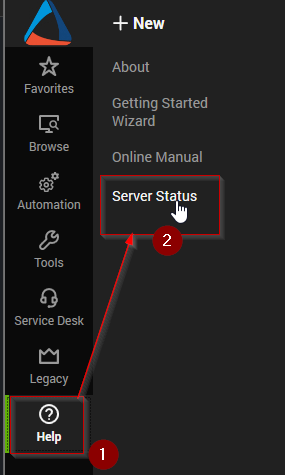 + New
About
Getting Started
Wizard
Online Manual
Server Status
2
Favorites
Browse
Automation
Tools
Service Desk
Legacy
Help
1